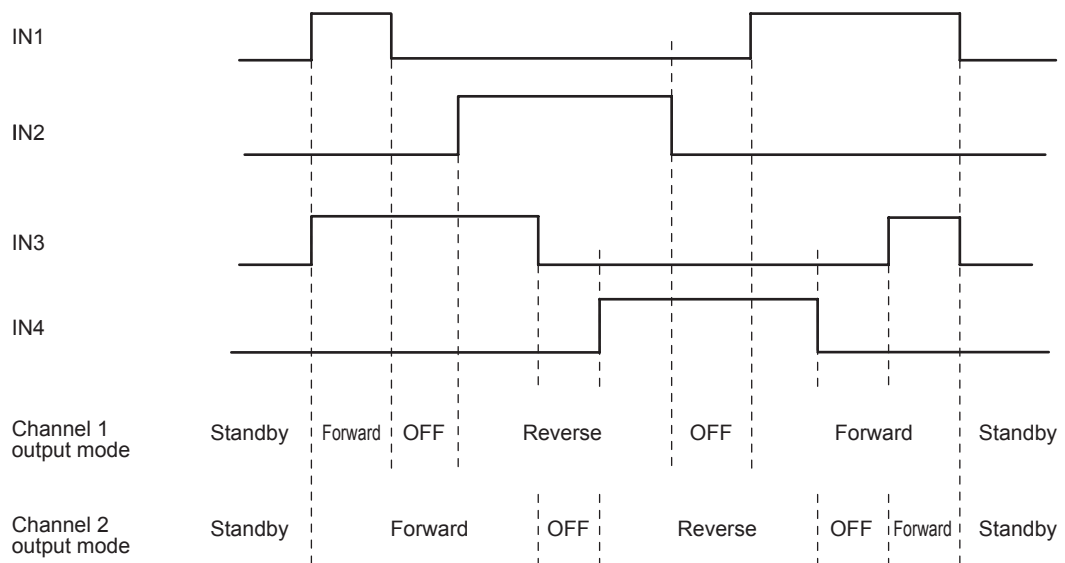 IN1
IN2
IN3
IN4
Channel 1
output mode
Standby Forward OFF Reverse OFF Forward Standby
Channel 2
output mode
Standby Forward OFF Reverse OFF Forward Standby